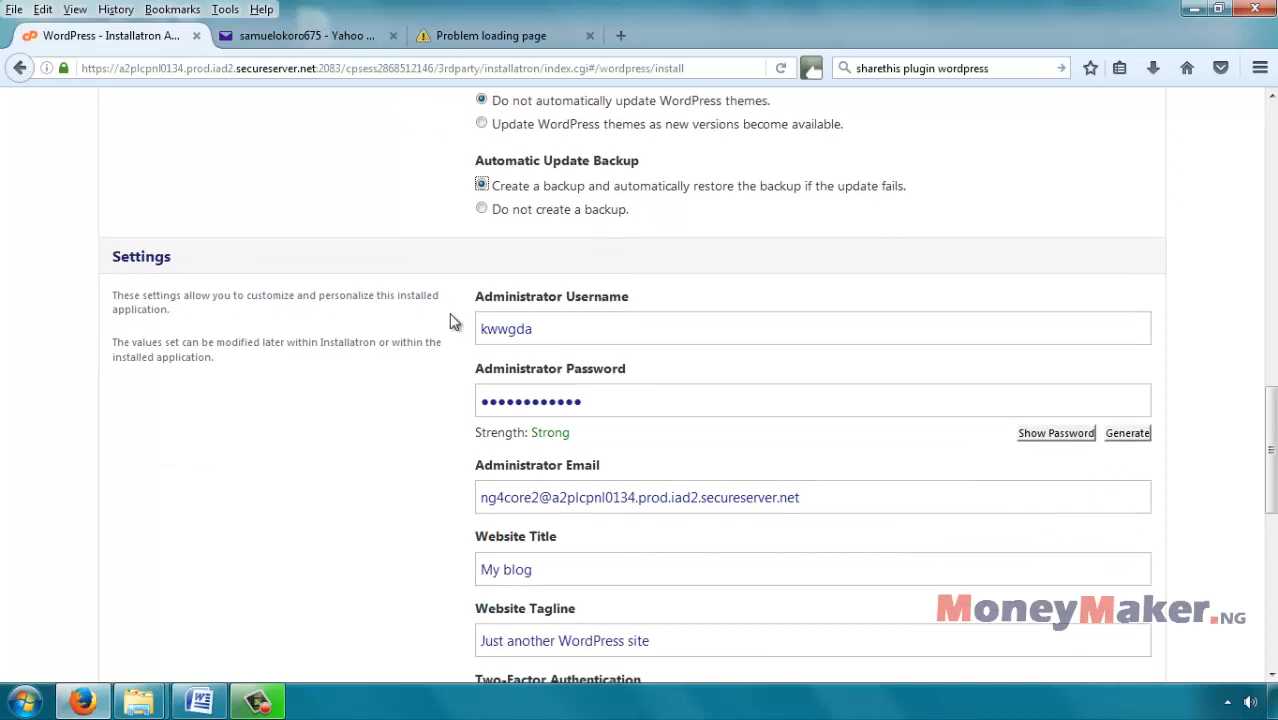 File Edit View History Bookmarks Tools Help
WordPress - Installatron A... samuelokoro675 - Yahoo ... Problem loading page
https://a2plcpnl0134.prod.iad2.secureserver.net:2083/cpsess2868512146/3rdparty/installatron/index.cgi#/wordpress/install sharethis plugin wordpress
Do not automatically update WordPress themes.
Update WordPress themes as new versions become available.
Automatic Update Backup
Create a backup and automatically restore the backup if the update fails.
Do not create a backup.
Settings
These settings allow you to customize and personalize this installed
application.
The values set can be modified later within Installatron or within the
installed application.
Administrator Username
kwwgda
Administrator Password
••••••••••••
Strength: Strong Show Password Generate
Administrator Email
ng4core2@a2plcpnl0134.prod.iad2.secureserver.net
Website Title
My blog
Website Tagline
Just another WordPress site
Two-Factor Authentication
MoneyMaker.NG